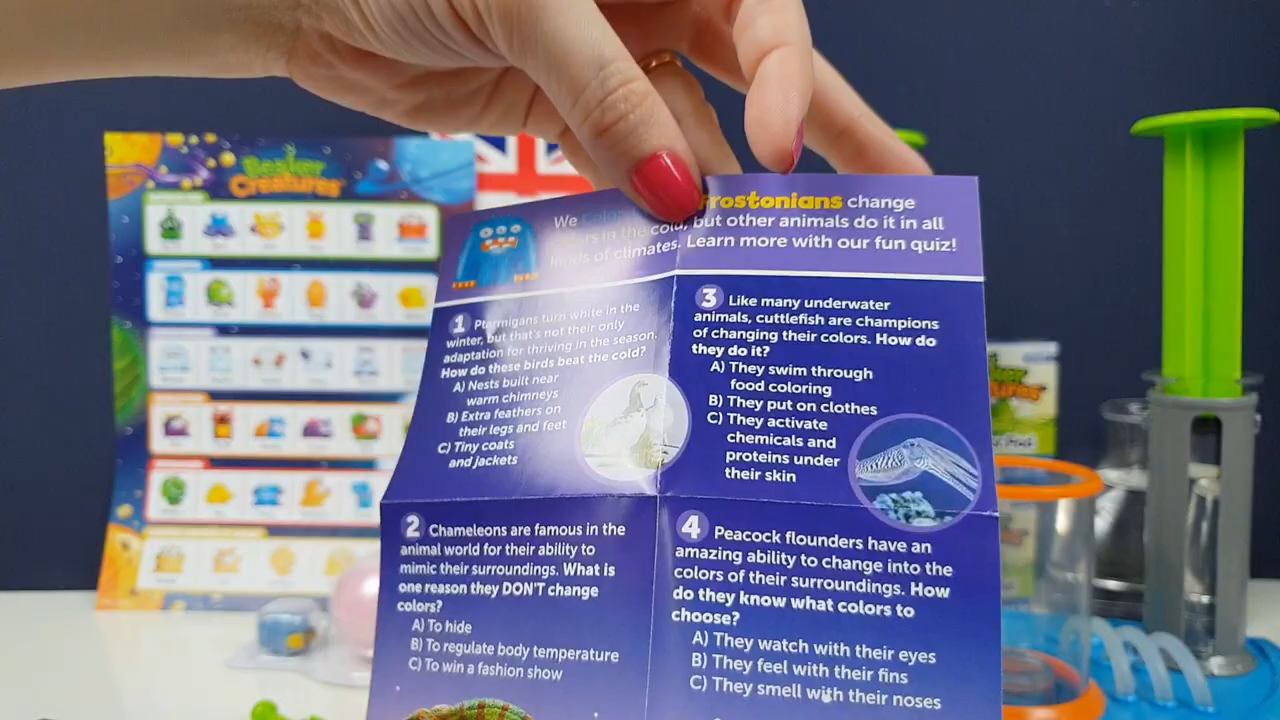 Beaker
Creatures
We Frostonians change
in the cold, but other animals do it in all
kinds of climates. Learn more with our fun quiz!
1 Ptarmigans turn white in the
winter, but that's not their only
adaptation for thriving in the season.
How do these birds beat the cold?
A) Nests built near
warm chimneys
B) Extra feathers on
their legs and feet
C) Tiny coats
and jackets
2 Chameleons are famous in the
animal world for their ability to
mimic their surroundings. What is
one reason they DON'T change
colors?
A) To hide
B) To regulate body temperature
C) To win a fashion show
3 Like many underwater
animals, cuttlefish are champions
of changing their colors. How do
they do it?
A) They swim through
food coloring
B) They put on clothes
C) They activate
chemicals and
proteins under
their skin
4 Peacock flounders have an
amazing ability to change into the
colors of their surroundings. How
do they know what colors to
choose?
A) They watch with their eyes
B) They feel with their fins
C) They smell with their noses